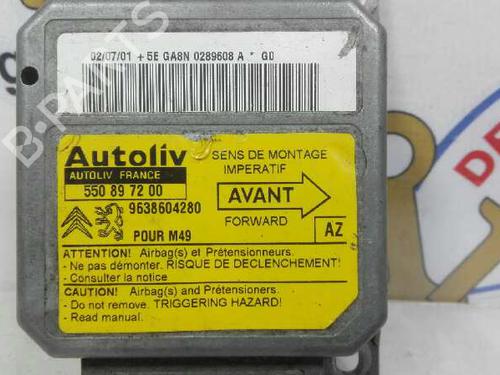 02/07/01 +5E GA8N 0289608 A * GD
B-PARTS
Autoliv
AUTOLIV FRANCE
550 89 72 00
9638604280
POUR M49
SENS DE MONTAGE
IMPERATIF
AVANT
FORWARD
AZ
ATTENTION! Airbag(s) et Prétensionneurs.
- Ne pas démonter. RISQUE DE DECLENCHEMENT!
- Consulter la notice
CAUTION! Airbag(s) and Pretensioners.
- Do not remove. TRIGGERING HAZARD!
- Read manual.